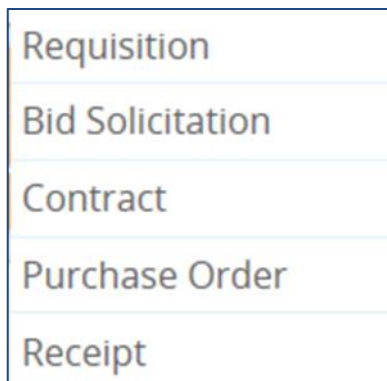 Requisition
Bid Solicitation
Contract
Purchase Order
Receipt